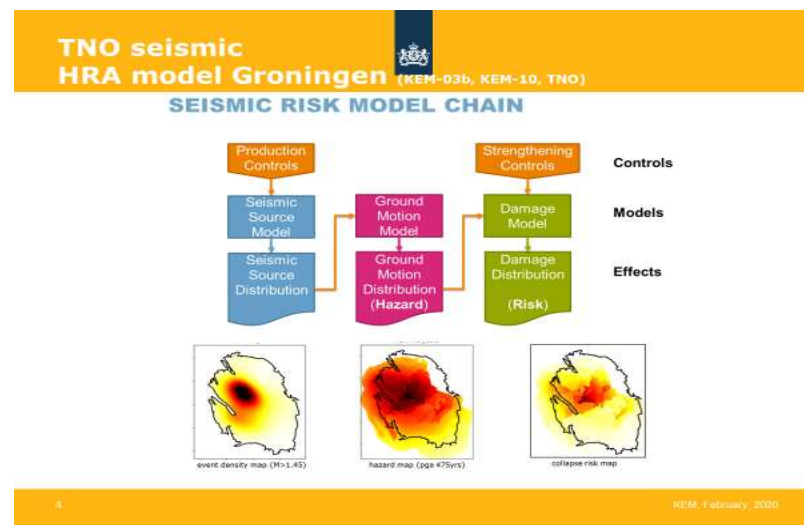 TNO seismic
HRA model Groningen (KEM-03b, KEM-10, TNO)
SEISMIC RISK MODEL CHAIN
Production
Controls
Strengthening
Controls
Controls
Seismic
Source
Model
Ground
Motion
Model
Damage
Model
Models
Seismic
Source
Distribution
Ground
Motion
Distribution
(Hazard)
Damage
Distribution
(Risk)
Effects
event density map (M>1.45)
hazard map (pga 475yrs)
collapse risk map
4
KEM, February, 2020